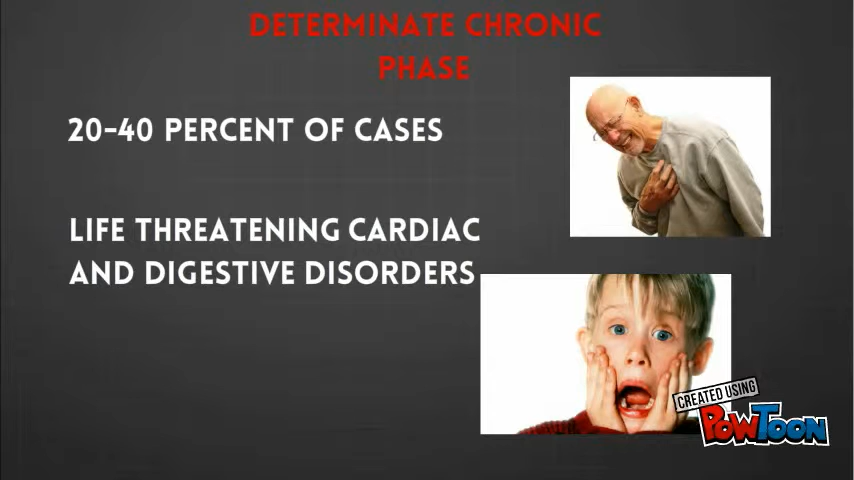 DETERMINATE CHRONIC
PHASE
20-40 PERCENT OF CASES
LIFE THREATENING CARDIAC
AND DIGESTIVE DISORDERS
CREATED USING
POWTOON